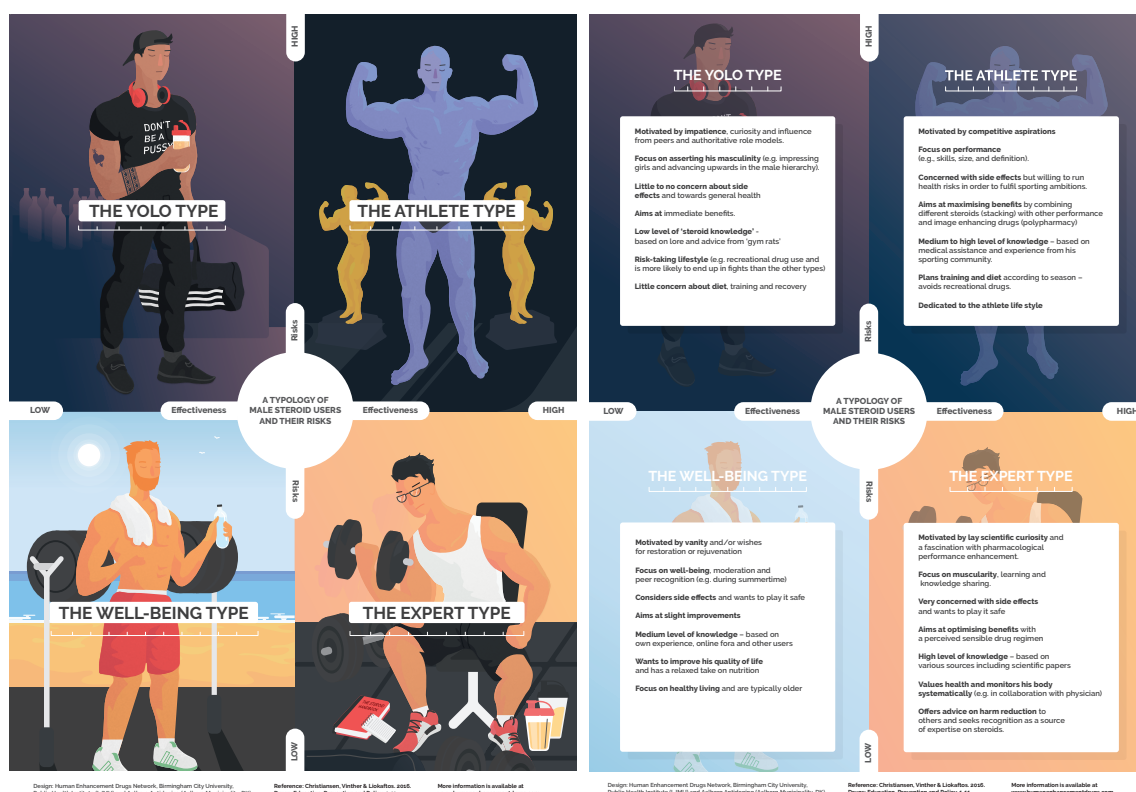 HIGH
DON'T
BE A
PUSSY
THE YOLO TYPE
THE ATHLETE TYPE
Risks
LOW
Effectiveness
A TYPOLOGY OF
MALE STEROID USERS
AND THEIR RISKS
Effectiveness
HIGH
Risks
THE WELL-BEING TYPE
THE EXPERT TYPE
LOW
Design: Human Enhancement Drugs Network, Birmingham City University,
Reference: Christiansen, Vinther & Liokaftos. 2016.
More information is available at
HIGH
THE YOLO TYPE
Motivated by impatience, curiosity and influence
from peers and authoritative role models.
Focus on asserting his masculinity (e.g. impressing
girls and advancing upwards in the male hierarchy).
Little to no concern about side
effects and towards general health
Aims at immediate benefits.
Low level of 'steroid knowledge' -
based on lore and advice from 'gym rats'
Risk-taking lifestyle (e.g. recreational drug use and
is more likely to end up in fights than the other types)
Little concern about diet, training and recovery
THE ATHLETE TYPE
Motivated by competitive aspirations
Focus on performance
(e.g., skills, size, and definition).
Concerned with side effects but willing to run
health risks in order to fulfil sporting ambitions.
Aims at maximising benefits by combining
different steroids (stacking) with other performance
and image enhancing drugs (polypharmacy)
Medium to high level of knowledge – based on
medical assistance and experience from his
sporting community.
Plans training and diet according to season –
avoids recreational drugs.
Dedicated to the athlete life style
Risks
LOW
Effectiveness
A TYPOLOGY OF
MALE STEROID USERS
AND THEIR RISKS
Effectiveness
HIGH
Risks
THE WELL-BEING TYPE
Motivated by vanity and/or wishes
for restoration or rejuvenation
Focus on well-being, moderation and
peer recognition (e.g. during summertime)
Considers side effects and wants to play it safe
Aims at slight improvements
Medium level of knowledge – based on
own experience, online fora and other users
Wants to improve his quality of life
and has a relaxed take on nutrition
Focus on healthy living and are typically older
THE EXPERT TYPE
Motivated by lay scientific curiosity and
a fascination with pharmacological
performance enhancement.
Focus on muscularity, learning and
knowledge sharing.
Very concerned with side effects
and wants to play it safe
Aims at optimising benefits with
a perceived sensible drug regimen
High level of knowledge – based on
various sources including scientific papers
Values health and monitors his body
systematically (e.g. in collaboration with physician)
Offers advice on harm reduction to
others and seeks recognition as a source
of expertise on steroids.
LOW
Design: Human Enhancement Drugs Network, Birmingham City University,
Reference: Christiansen, Vinther & Liokaftos. 2016.
More information is available at